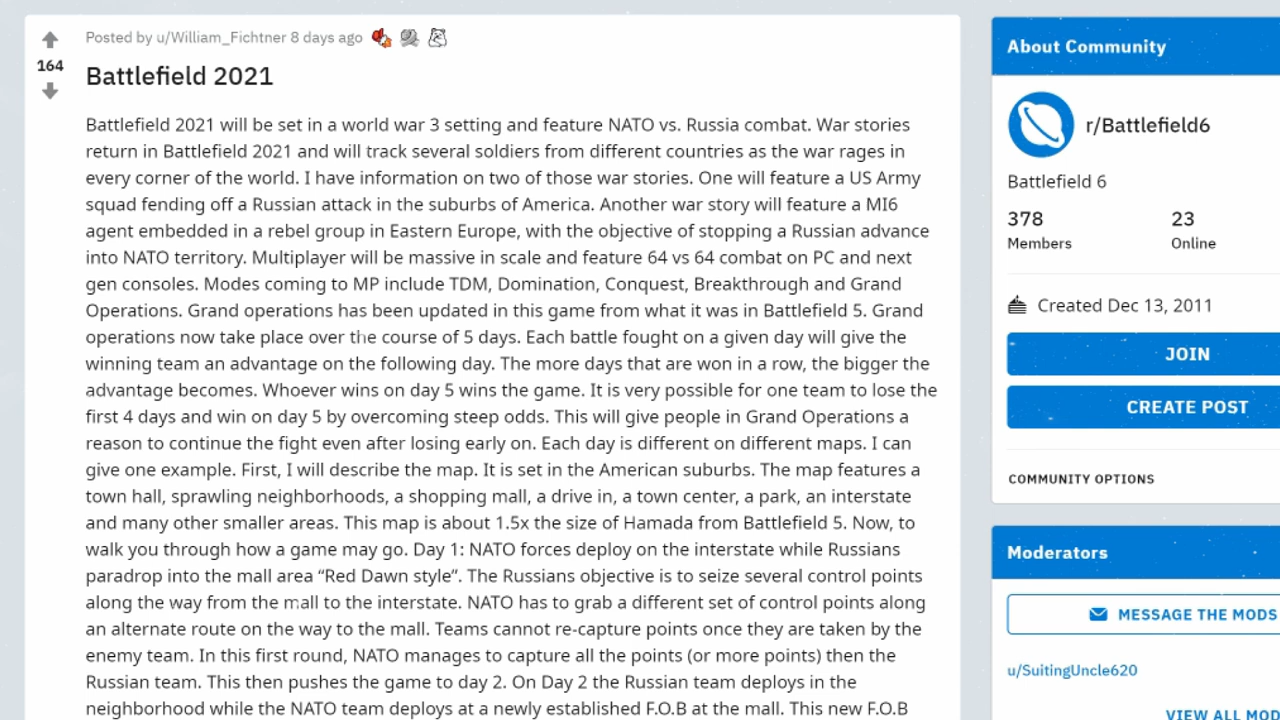 Posted by u/William_Fichtner 8 days ago
164
Battlefield 2021
Battlefield 2021 will be set in a world war 3 setting and feature NATO vs. Russia combat. War stories
return in Battlefield 2021 and will track several soldiers from different countries as the war rages in
every corner of the world. I have information on two of those war stories. One will feature a US Army
squad fending off a Russian attack in the suburbs of America. Another war story will feature a MI6
agent embedded in a rebel group in Eastern Europe, with the objective of stopping a Russian advance
into NATO territory. Multiplayer will be massive in scale and feature 64 vs 64 combat on PC and next
gen consoles. Modes coming to MP include TDM, Domination, Conquest, Breakthrough and Grand
Operations. Grand operations has been updated in this game from what it was in Battlefield 5. Grand
operations now take place over the course of 5 days. Each battle fought on a given day will give the
winning team an advantage on the following day. The more days that are won in a row, the bigger the
advantage becomes. Whoever wins on day 5 wins the game. It is very possible for one team to lose the
first 4 days and win on day 5 by overcoming steep odds. This will give people in Grand Operations a
reason to continue the fight even after losing early on. Each day is different on different maps. I can
give one example. First, I will describe the map. It is set in the American suburbs. The map features a
town hall, sprawling neighborhoods, a shopping mall, a drive in, a town center, a park, an interstate
and many other smaller areas. This map is about 1.5x the size of Hamada from Battlefield 5. Now, to
walk you through how a game may go. Day 1: NATO forces deploy on the interstate while Russians
paradrop into the mall area “Red Dawn style”. The Russians objective is to seize several control points
along the way from the mall to the interstate. NATO has to grab a different set of control points along
an alternate route on the way to the mall. Teams cannot re-capture points once they are taken by the
enemy team. In this first round, NATO manages to capture all the points (or more points) then the
Russian team. This then pushes the game to day 2. On Day 2 the Russian team deploys in the
neighborhood while the NATO team deploys at a newly established F.O.B at the mall. This new F.O.B
About Community
r/Battlefield6
Battlefield 6
378 23
Members Online
Created Dec 13, 2011
JOIN
CREATE POST
COMMUNITY OPTIONS
Moderators
MESSAGE THE MODS
u/SuitingUncle620
VIEW ALL MOD